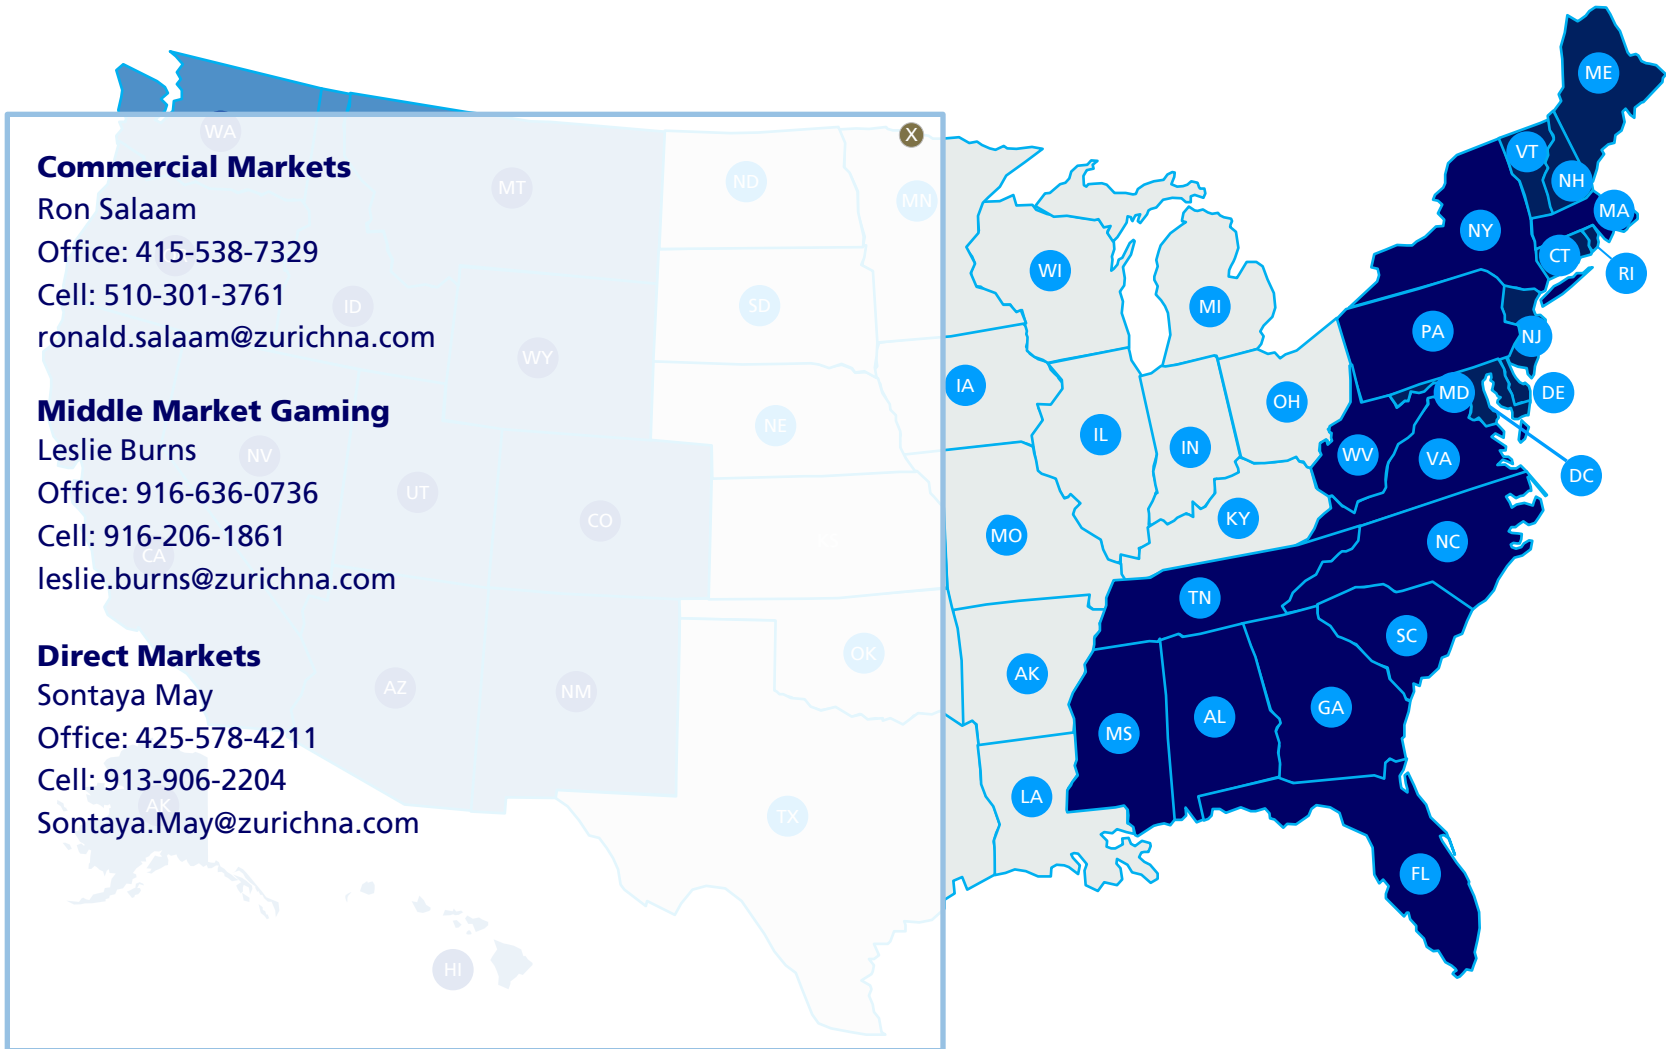 Commercial Markets
Ron Salaam
Office: 415-538-7329
Cell: 510-301-3761
ronald.salaam@zurichna.com
Middle Market Gaming
Leslie Burns
Office: 916-636-0736
Cell: 916-206-1861
leslie.burns@zurichna.com
Direct Markets
Sontaya May
Office: 425-578-4211
Cell: 913-906-2204
Sontaya.May@zurichna.com
X
WA
MT
ND
MN
ID
SD
WY
NE
NV
UT
CO
CA
AZ
NM
OK
AK
TX
HI
ME
VT
NH
MA
NY
CT
RI
WI
MI
PA
NJ
IA
OH
MD
DE
IL
IN
WV
VA
DC
MO
KY
NC
TN
SC
AK
MS
AL
GA
LA
FL